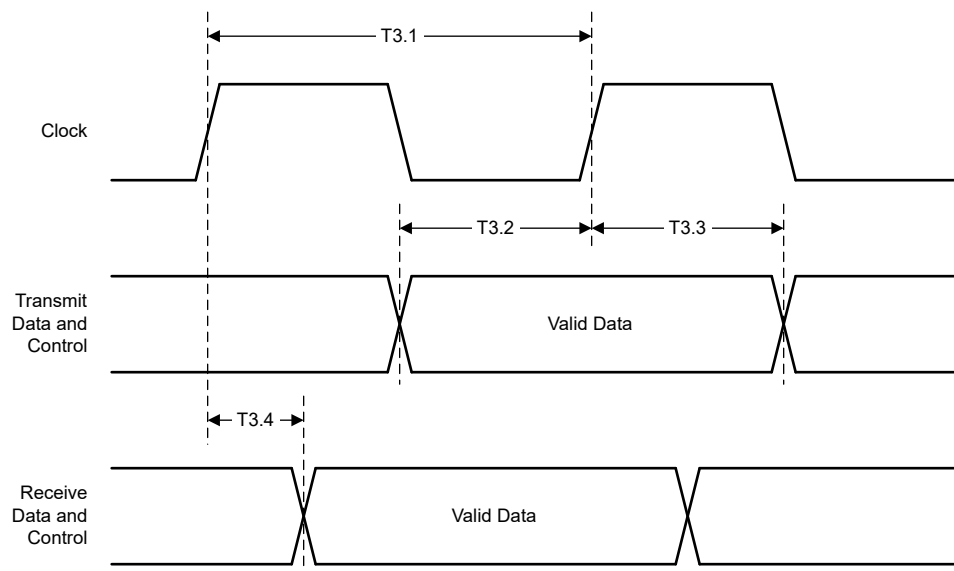 T3.1
Clock
T3.2
T3.3
Transmit
Data and
Control
Valid Data
T3.4
Receive
Data and
Control
Valid Data